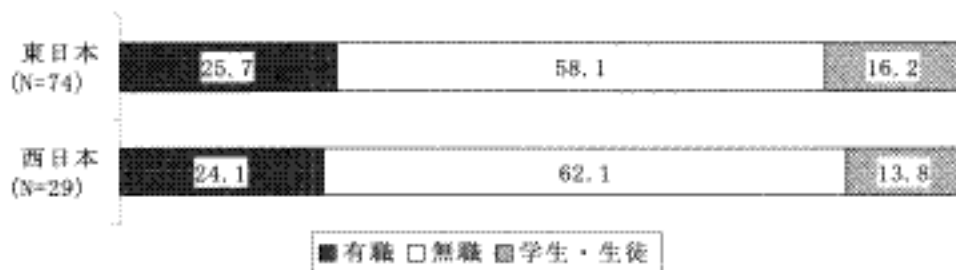 東日本
(N=74)
25.7
58.1
16.2
西日本
(N=29)
24.1
62.1
13.8
■有職 □無職 ▨学生・生徒